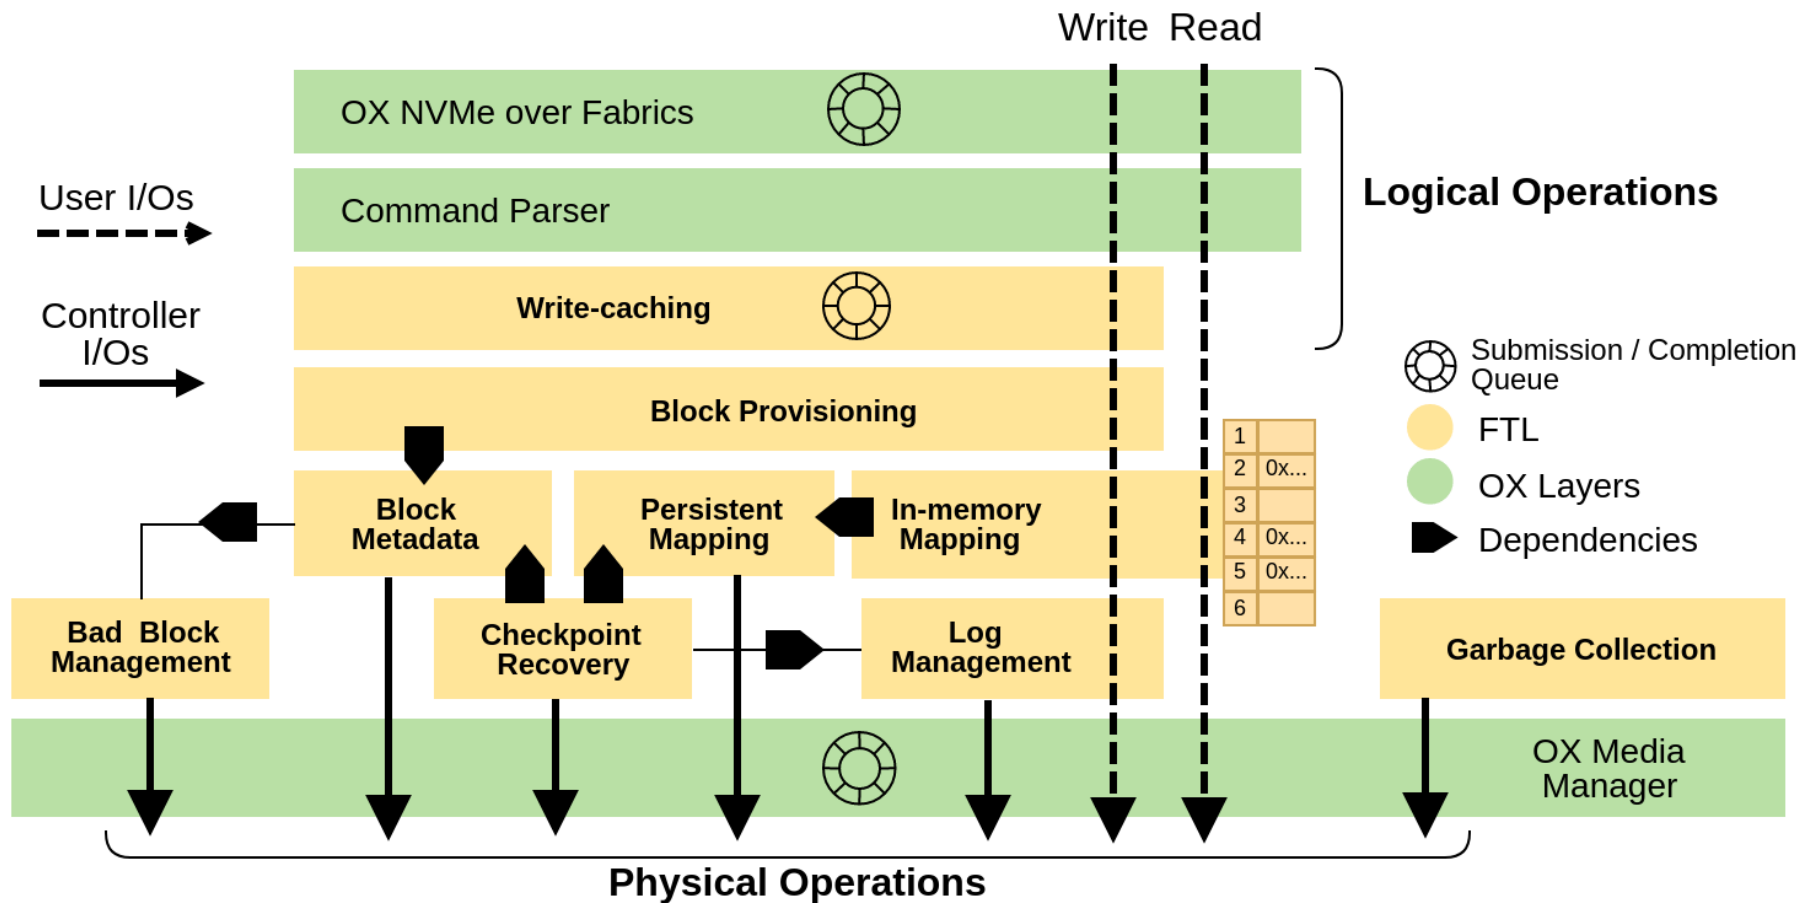 Write Read
OX NVMe over Fabrics
Command Parser
Logical Operations
User I/Os
Controller
I/Os
Write-caching
Block Provisioning
Submission / Completion
Queue
FTL
OX Layers
Dependencies
1
2 0x...
3
4 0x...
5 0x...
6
Block
Metadata
Persistent
Mapping
In-memory
Mapping
Bad Block
Management
Checkpoint
Recovery
Log
Management
Garbage Collection
OX Media
Manager
Physical Operations